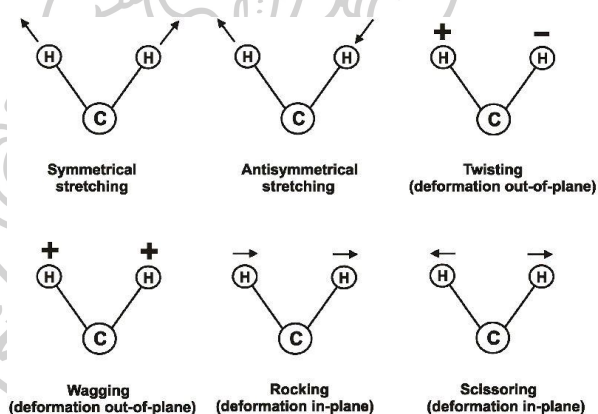 H H + −
H H
C C C
Symmetrical stretching
Antisymmetrical stretching
Twisting
(deformation out-of-plane)
+ +
H H H H H H
C C C
Wagging
(deformation out-of-plane)
Rocking
(deformation in-plane)
Scissoring
(deformation in-plane)